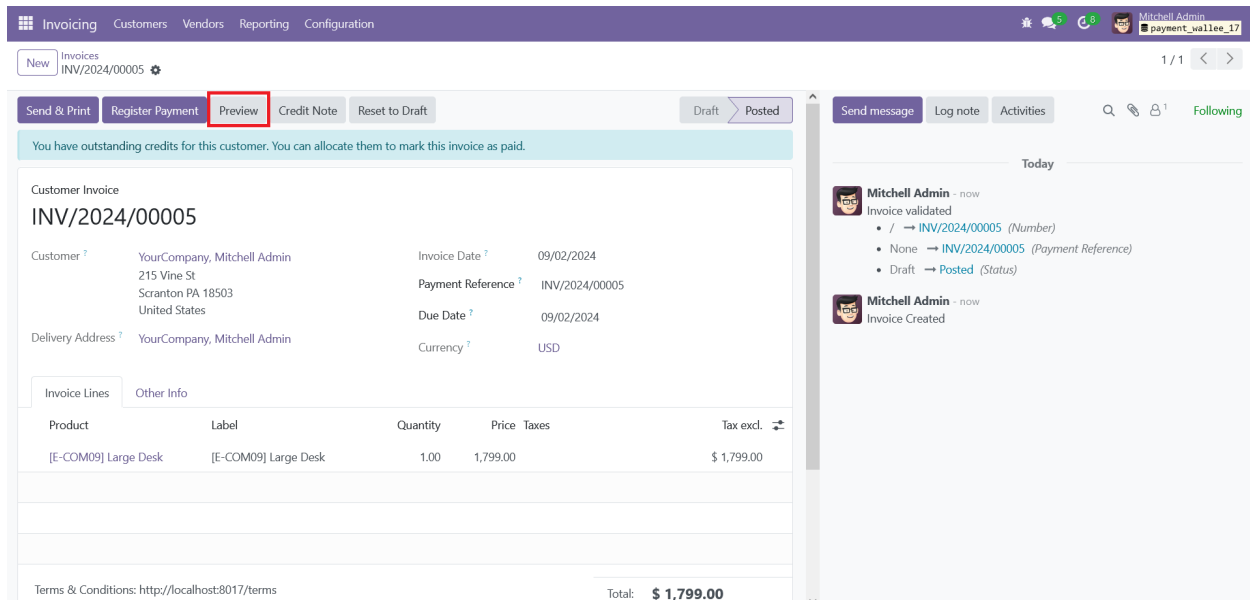 Invoicing Customers Vendors Reporting Configuration 5 8 Mitchell Admin
payment_wallee_17
New Invoices
INV/2024/00005
1 / 1
Send & Print Register Payment Preview Credit Note Reset to Draft Draft Posted
You have outstanding credits for this customer. You can allocate them to mark this invoice as paid.
Customer Invoice
INV/2024/00005
Customer ? YourCompany, Mitchell Admin
215 Vine St
Scranton PA 18503
United States
Delivery Address ? YourCompany, Mitchell Admin
Invoice Date ? 09/02/2024
Payment Reference ? INV/2024/00005
Due Date ? 09/02/2024
Currency ? USD
Invoice Lines Other Info
Product Label Quantity Price Taxes Tax excl.
[E-COM09] Large Desk [E-COM09] Large Desk 1.00 1,799.00 $ 1,799.00
Terms & Conditions: http://localhost:8017/terms
Total: $ 1,799.00
Send message Log note Activities 1 Following
Today
Mitchell Admin - now
Invoice validated
• / → INV/2024/00005 (Number)
• None → INV/2024/00005 (Payment Reference)
• Draft → Posted (Status)
Mitchell Admin - now
Invoice Created